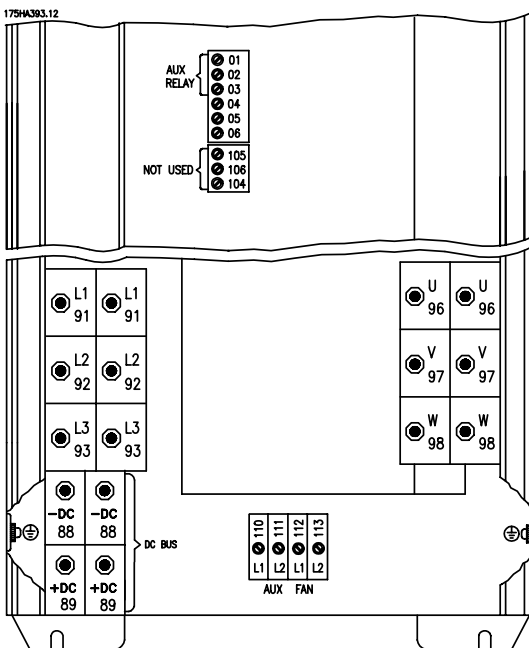 175HA393.12
AUX
RELAY
01
02
03
04
05
06
NOT USED
105
106
104
L1
91
L1
91
L2
92
L2
92
L3
93
L3
93
U
96
U
96
V
97
V
97
W
98
W
98
-DC
88
-DC
88
+DC
89
+DC
89
DC BUS
110
111
112
113
L1
L2
L1
L2
AUX FAN